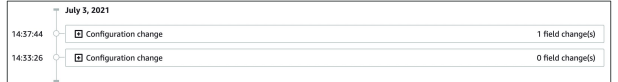 July 3, 2021
14:37:44 Configuration change 1 field change(s)
14:33:26 Configuration change 0 field change(s)